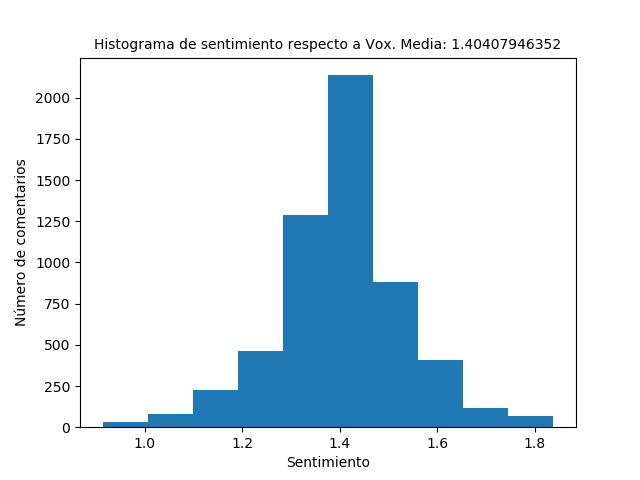 Histograma de sentimiento respecto a Vox. Media: 1.40407946352
2000
1750
1500
1250
1000
750
500
250
0
Número de comentarios
1.0 1.2 1.4 1.6 1.8
Sentimiento